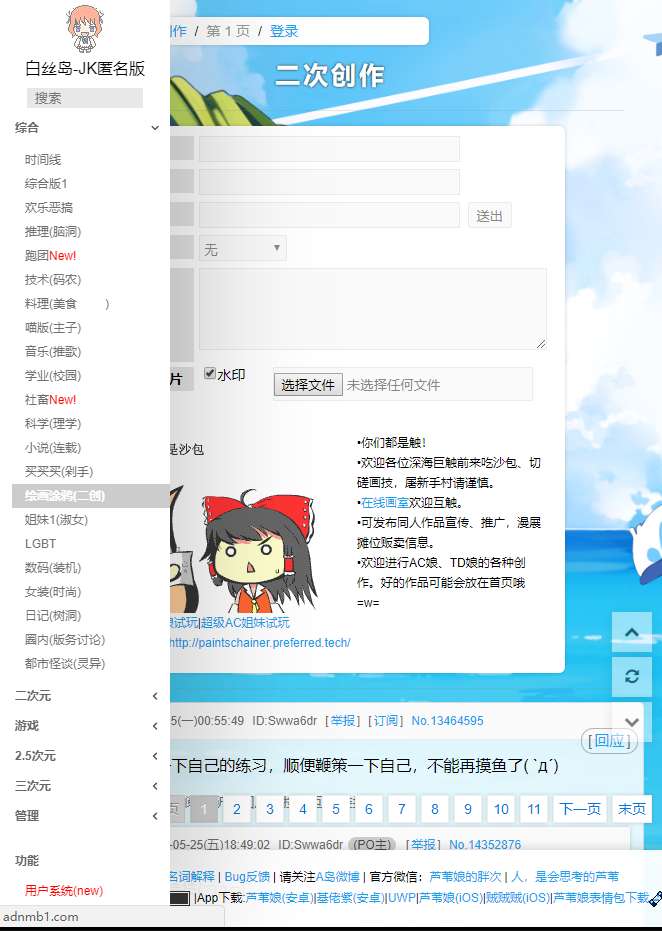 白丝岛-JK匿名版
搜索
综合
时间线
综合版1
欢乐恶搞
推理(脑洞)
跑团New!
技术(码农)
料理(美食 )
喵版(主子)
音乐(推歌)
学业(校园)
社畜New!
科学(理学)
小说(连载)
买买买(剁手)
绘画涂鸦(二创)
姐妹1(淑女)
LGBT
数码(装机)
女装(时尚)
日记(树洞)
圈内(版务讨论)
都市怪谈(灵异)
二次元
游戏
2.5次元
三次元
管理
功能
用户系统(new)
adnmb1.com
作 / 第 1 页 / 登录
二次创作
送出
无
片 水印 选择文件 未选择任何文件
是沙包
•你们都是触！
•欢迎各位深海巨触前来吃沙包、切
磋画技，屠新手村请谨慎。
•在线画室欢迎互触。
•可发布同人作品宣传、推广，漫展
摊位贩卖信息。
•欢迎进行AC娘、TD娘的各种创
作。好的作品可能会放在首页哦
=w=
娘试玩|超级AC姐妹试玩
http://paintschainer.preferred.tech/
5(一)00:55:49 ID:Swwa6dr [举报] [订阅] No.13464595
[回应]
一下自己的练习，顺便鞭策一下自己，不能再摸鱼了( `д´)
页 1 2 3 4 5 6 7 8 9 10 11 下一页 末页
-05-25(五)18:49:02 ID:Swwa6dr (PO主) [举报] No.14352876
名词解释 | Bug反馈 | 请关注A岛微博 | 官方微信：芦苇娘的胖次 | 人，是会思考的芦苇
|App下载:芦苇娘(安卓)|基佬紫(安卓)|UWP|芦苇娘(iOS)|贼贼贼(iOS)|芦苇娘表情包下载